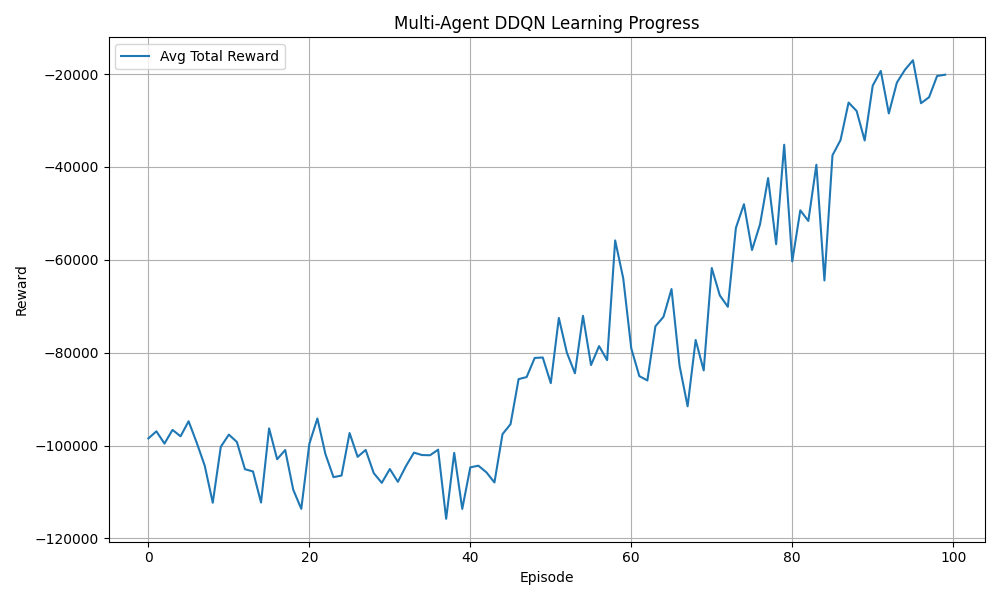 Multi-Agent DDQN Learning Progress
Avg Total Reward
Reward
−20000
−40000
−60000
−80000
−100000
−120000
0 20 40 60 80 100
Episode